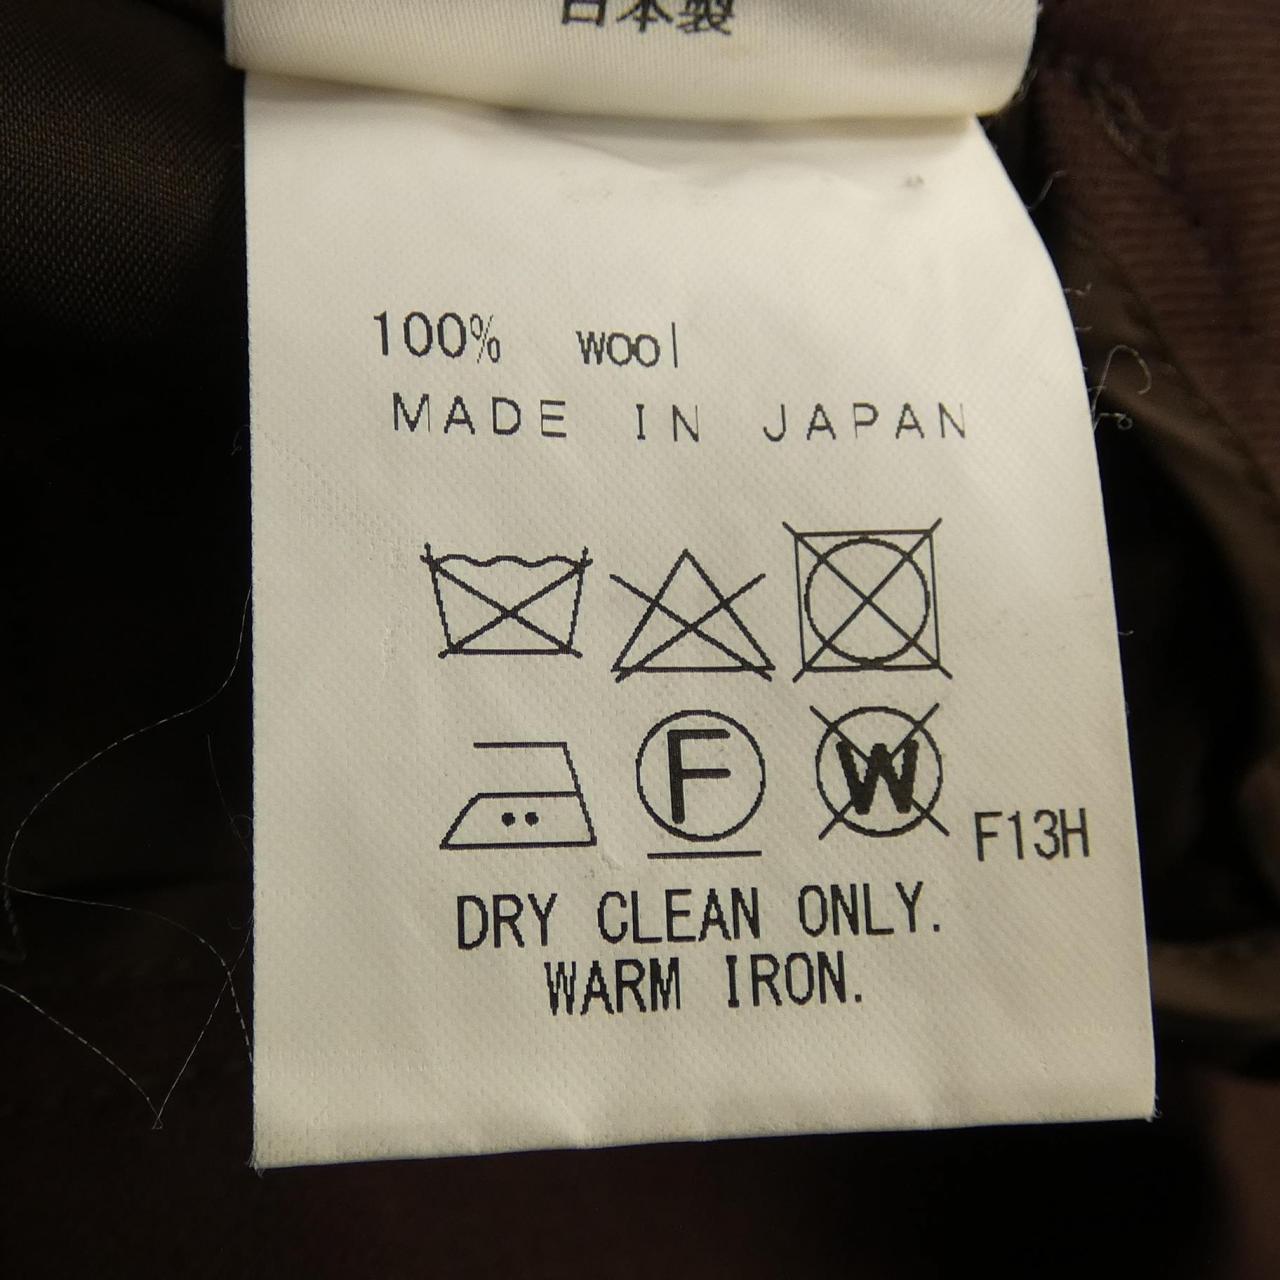 日本製
100% wool
MADE IN JAPAN
F
W
F13H
DRY CLEAN ONLY.
WARM IRON.